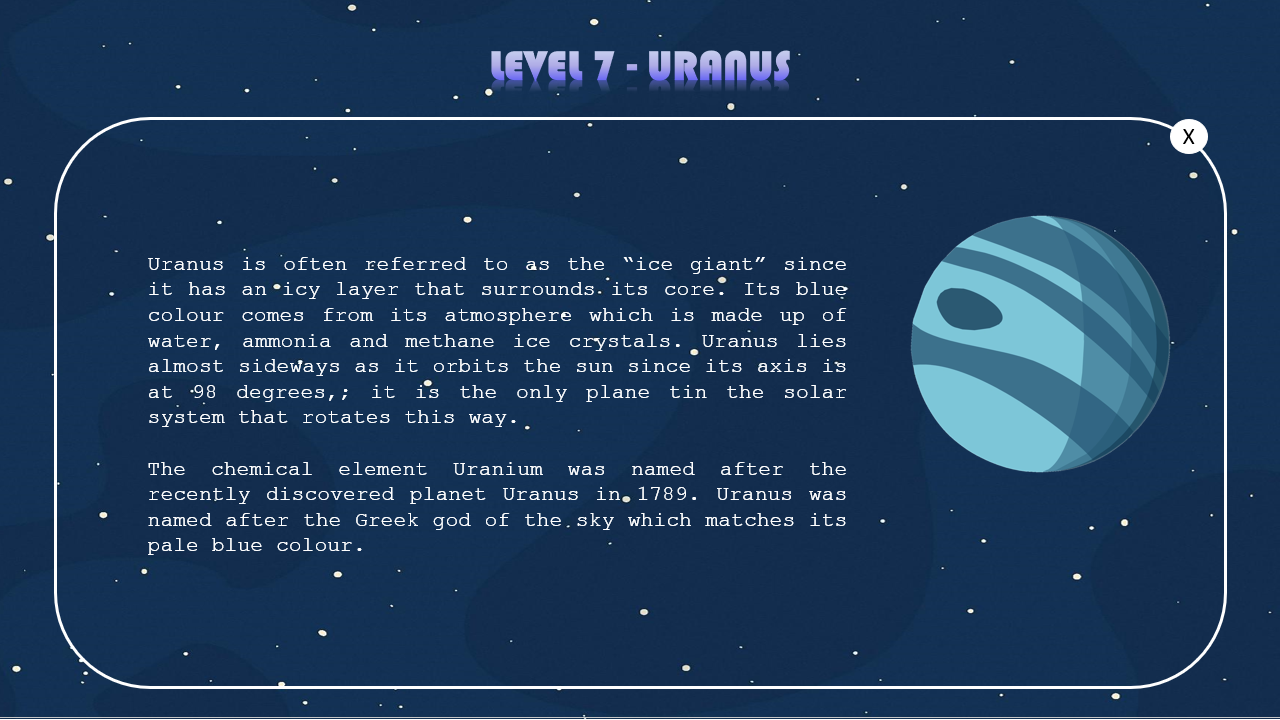 LEVEL 7 - URANUS
X
Uranus is often referred to as the “ice giant” since
it has an icy layer that surrounds its core. Its blue
colour comes from its atmosphere which is made up of
water, ammonia and methane ice crystals. Uranus lies
almost sideways as it orbits the sun since its axis is
at 98 degrees,; it is the only plane tin the solar
system that rotates this way.
The chemical element Uranium was named after the
recently discovered planet Uranus in 1789. Uranus was
named after the Greek god of the sky which matches its
pale blue colour.